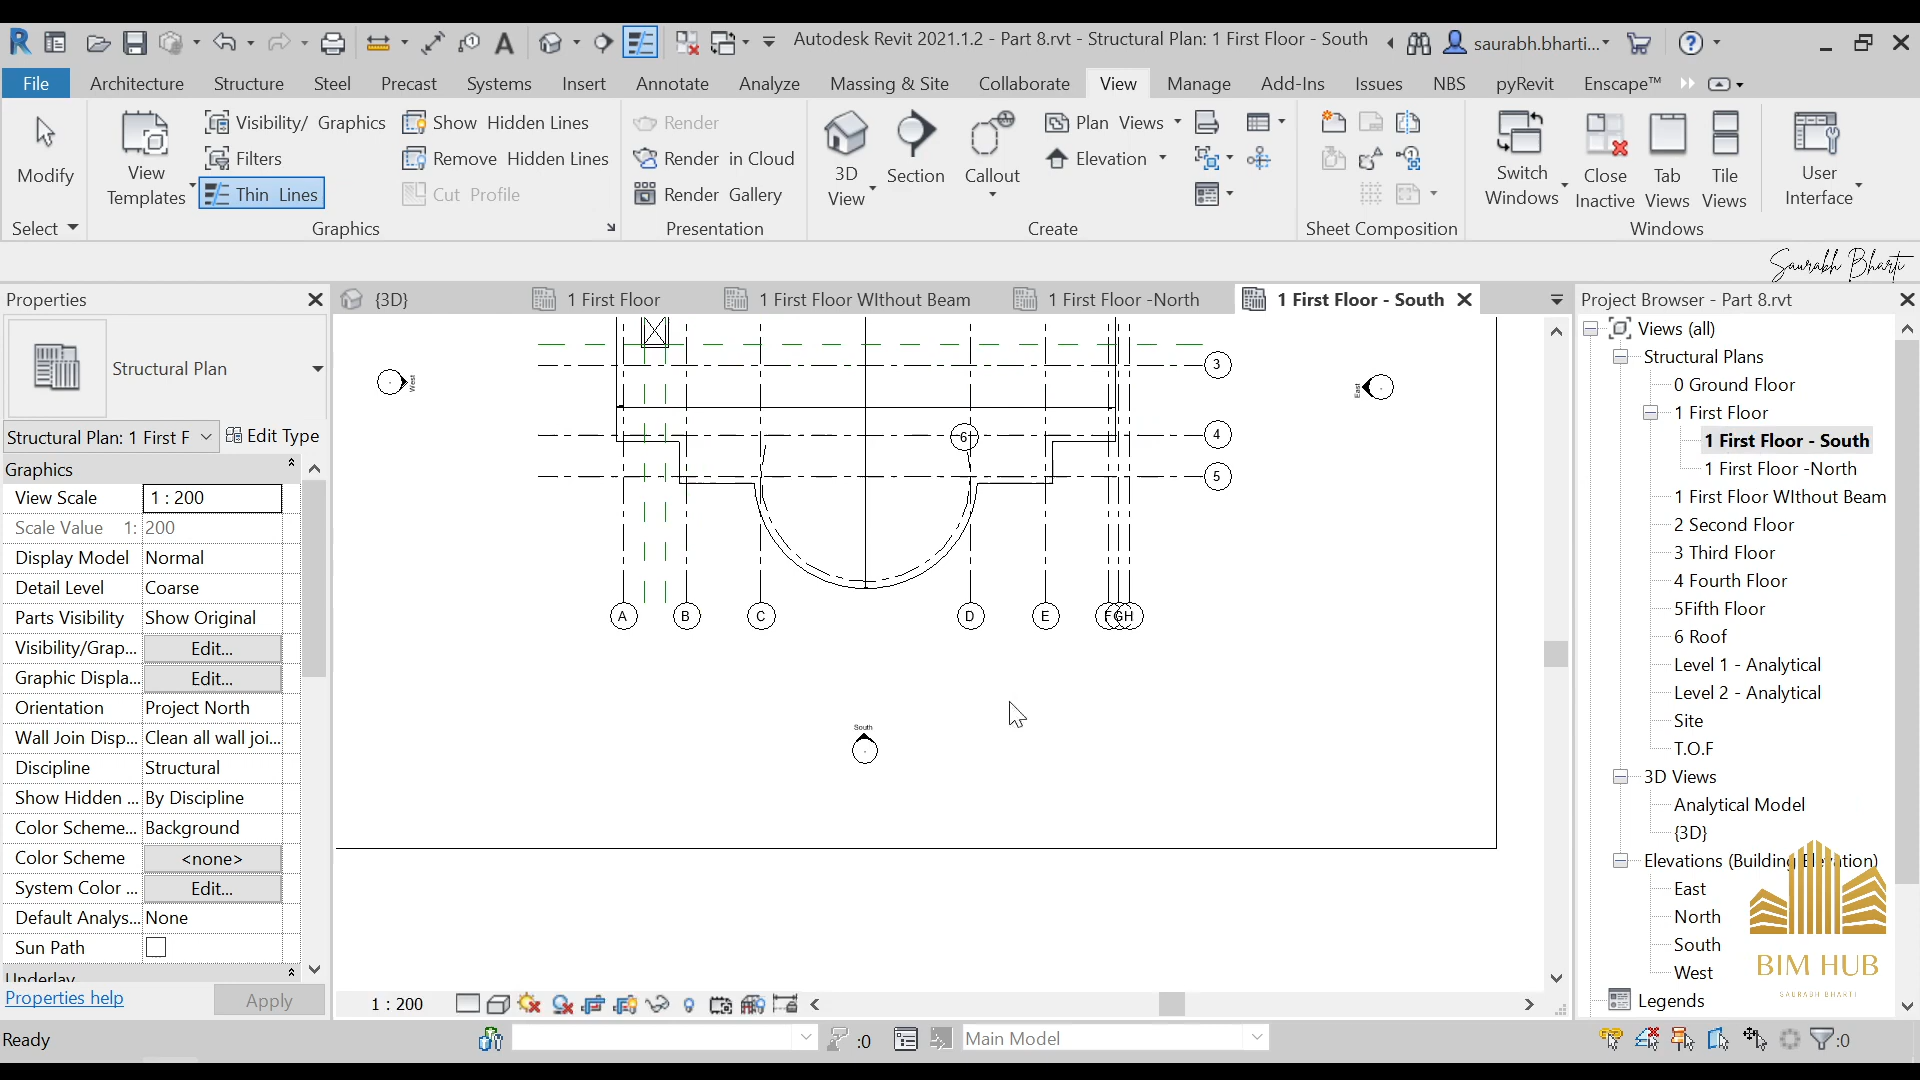 Autodesk Revit 2021.1.2 - Part 8.rvt - Structural Plan: 1 First Floor - South
saurabh.bharti...
File Architecture Structure Steel Precast Systems Insert Annotate Analyze Massing & Site Collaborate View Manage Add-Ins Issues NBS pyRevit Enscape™
Modify
View
Templates
Visibility/ Graphics
Filters
Thin Lines
Show Hidden Lines
Remove Hidden Lines
Cut Profile
Render
Render in Cloud
Render Gallery
3D
View
Section
Callout
Plan Views
Elevation
Switch
Windows
Close
Inactive
Tab
Views
Tile
Views
User
Interface
Select
Graphics
Presentation
Create
Sheet Composition
Windows
Saurabh Bharti
Properties
{3D}
1 First Floor
1 First Floor WIthout Beam
1 First Floor -North
1 First Floor - South
Project Browser - Part 8.rvt
Structural Plan
Structural Plan: 1 First F
Edit Type
Graphics
View Scale 1 : 200
Scale Value 1: 200
Display Model Normal
Detail Level Coarse
Parts Visibility Show Original
Visibility/Grap... Edit...
Graphic Displa... Edit...
Orientation Project North
Wall Join Disp... Clean all wall joi...
Discipline Structural
Show Hidden ... By Discipline
Color Scheme... Background
Color Scheme <none>
System Color ... Edit...
Default Analys... None
Sun Path
Underlay
Properties help
Apply
West
East
3
4
6
5
A B C D E F G H
South
Views (all)
Structural Plans
0 Ground Floor
1 First Floor
1 First Floor - South
1 First Floor -North
1 First Floor WIthout Beam
2 Second Floor
3 Third Floor
4 Fourth Floor
5Fifth Floor
6 Roof
Level 1 - Analytical
Level 2 - Analytical
Site
T.O.F
3D Views
Analytical Model
{3D}
Elevations (Building Elevation)
East
North
South
West
Legends
BIM HUB
SAURABH BHARTI
1 : 200
Ready
:0
Main Model
:0